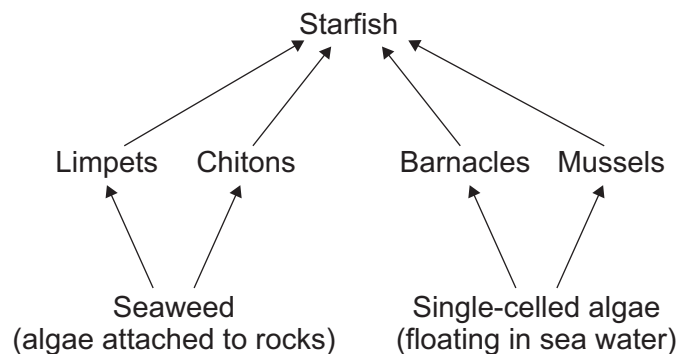 Starfish
Limpets Chitons Barnacles Mussels
Seaweed
(algae attached to rocks)
Single-celled algae
(floating in sea water)